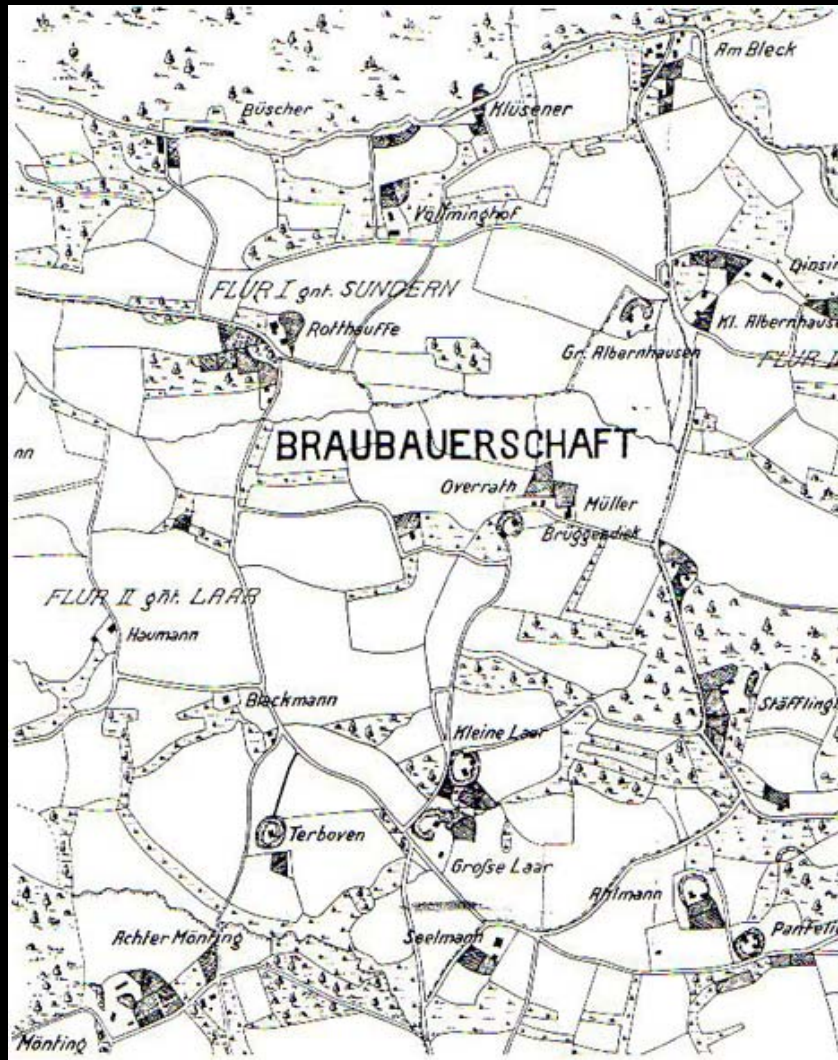 Am Bleck
Büscher
Klüsener
Vollminghof
FLUR I gnt. SUNDERN
Rotthauffe
Kl. Albernhausen
Gr. Albernhausen
BRAUBAUERSCHAFT
Overrath
Müller
Brüggendiek
FLUR II gnt. LAAR
Haumann
Bleckmann
Kleine Laar
Terboven
Große Laar
Ahlmann
Achter Mönting
Seelmann
Mönting